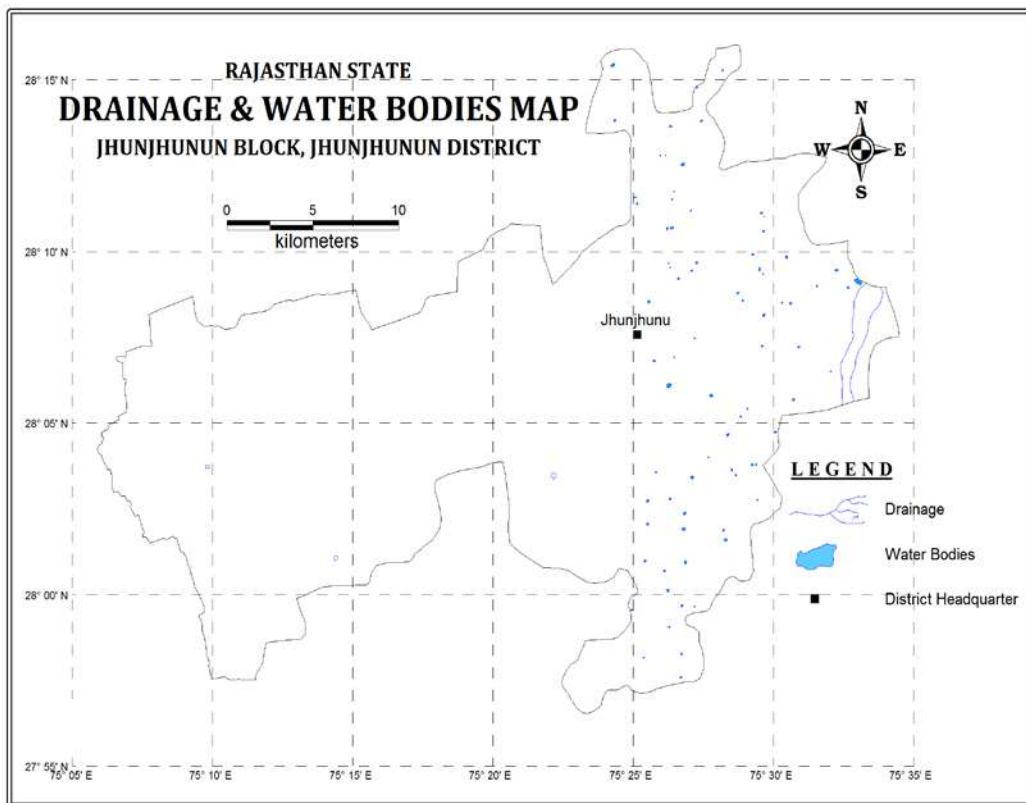 RAJASTHAN STATE
DRAINAGE & WATER BODIES MAP
JHUNJHUNUN BLOCK, JHUNJHUNUN DISTRICT
0 5 10
kilometers
N
W E
S
28° 15' N
28° 10' N
28° 05' N
28° 00' N
27° 55' N
Jhunjhunu
LEGEND
Drainage
Water Bodies
District Headquarter
75° 05' E 75° 10' E 75° 15' E 75° 20' E 75° 25' E 75° 30' E 75° 35' E